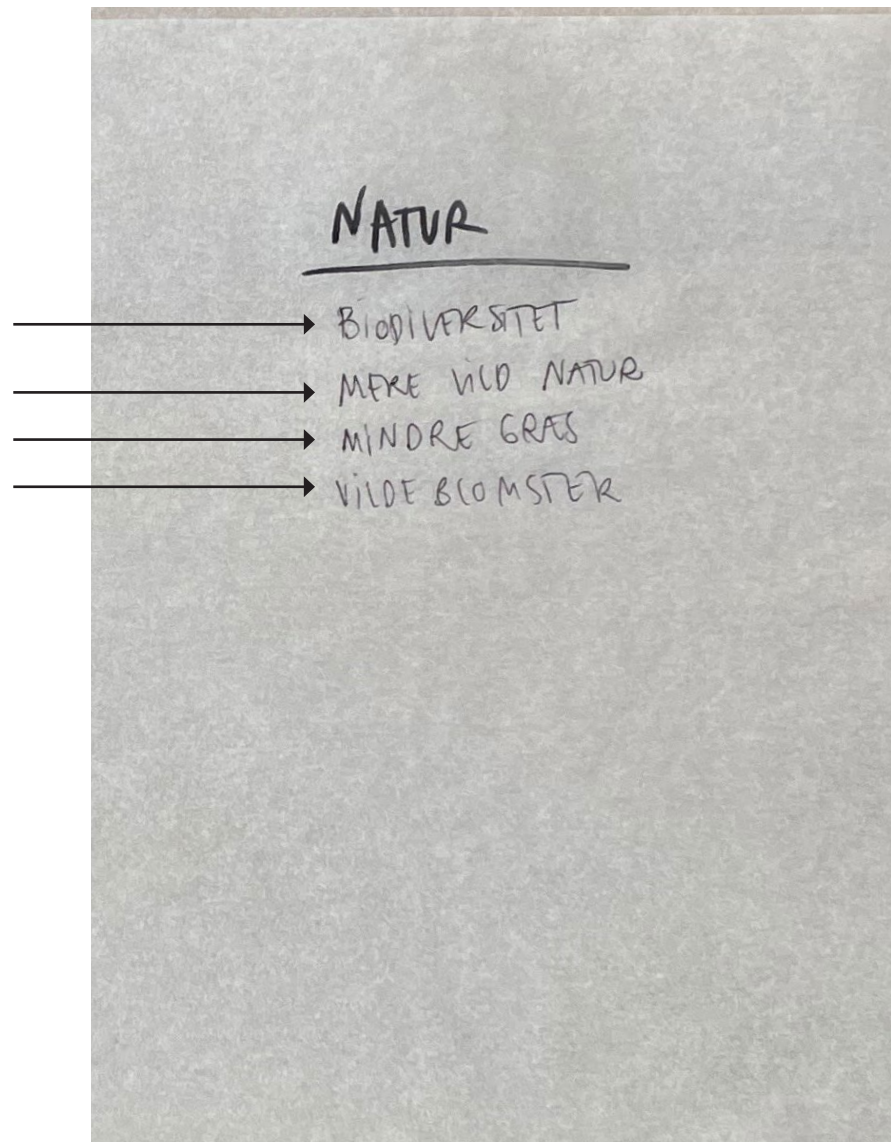 NATUR
BIODIVERSITET
MERE VILD NATUR
MINDRE GRÆS
VILDE BLOMSTER